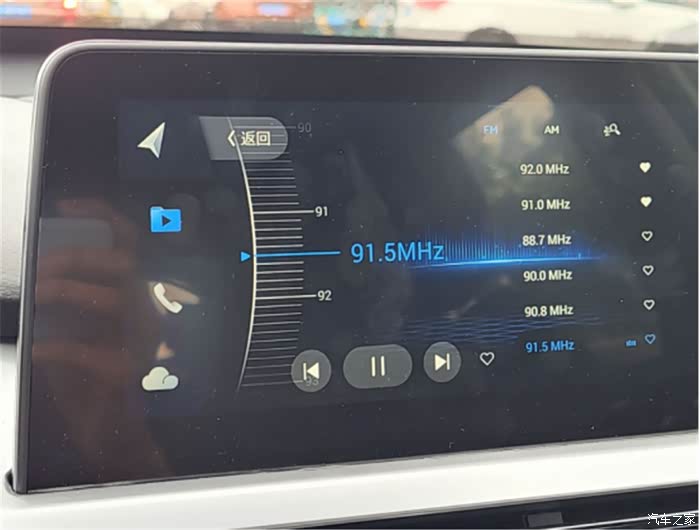 返回
90
91
91.5MHz
92
93
FM
AM
92.0 MHz
91.0 MHz
88.7 MHz
90.0 MHz
90.8 MHz
91.5 MHz
汽车之家